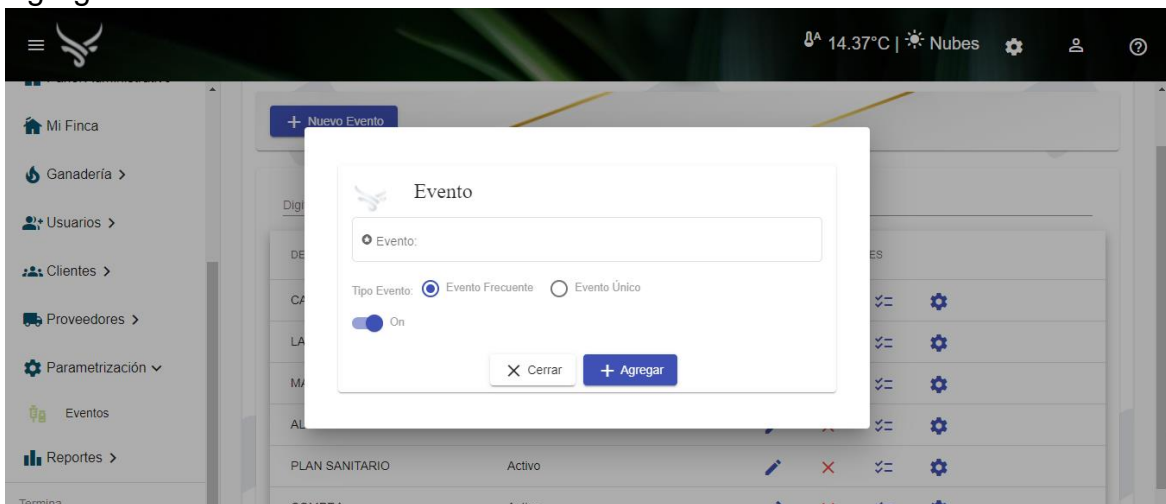 14.37°C | Nubes
Mi Finca
Ganadería
Usuarios
Clientes
Proveedores
Parametrización
Eventos
Reportes
Nuevo Evento
Evento
Evento:
Tipo Evento: Evento Frecuente Evento Único
On
Cerrar Agregar
PLAN SANITARIO Activo